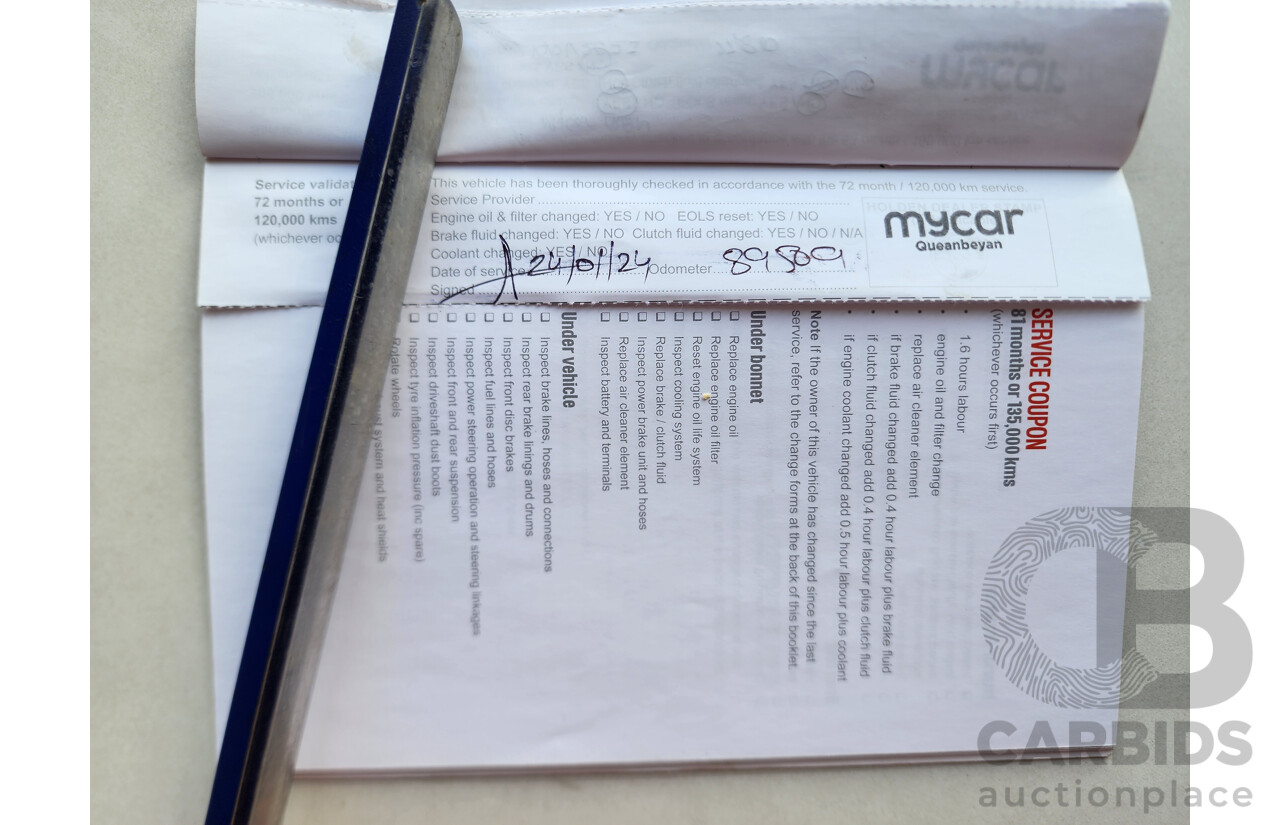 Service validat
72 months or
120,000 kms
(whichever oc
This vehicle has been thoroughly checked in accordance with the 72 month / 120,000 km service.
Service Provider
Engine oil & filter changed: YES / NO EOLS reset: YES / NO
Brake fluid changed: YES / NO Clutch fluid changed: YES / NO / N/A
Coolant changed: YES / NO
Date of service 24/01/24 Odometer 89509
Signed
mycar
Queanbeyan
SERVICE COUPON
81 months or 135,000 kms
(whichever occurs first)
• 1.6 hours labour
• engine oil and filter change
• replace air cleaner element
• if brake fluid changed add 0.4 hour labour plus brake fluid
• if clutch fluid changed add 0.4 hour labour plus clutch fluid
• if engine coolant changed add 0.5 hour labour plus coolant
Note If the owner of this vehicle has changed since the last
service, refer to the change forms at the back of this booklet.
Under bonnet
❑ Replace engine oil
❑ Replace engine oil filter
❑ Reset engine oil life system
❑ Inspect cooling system
❑ Replace brake / clutch fluid
❑ Inspect power brake unit and hoses
❑ Replace air cleaner element
❑ Inspect battery and terminals
Under vehicle
❑ Inspect brake lines, hoses and connections
❑ Inspect rear brake linings and drums
❑ Inspect front disc brakes
❑ Inspect fuel lines and hoses
❑ Inspect power steering operation and steering linkages
❑ Inspect front and rear suspension
❑ Inspect driveshaft dust boots
❑ Inspect tyre inflation pressure (inc spare)
Rotate wheels
system and heat shields
CARBIDS
auctionplace